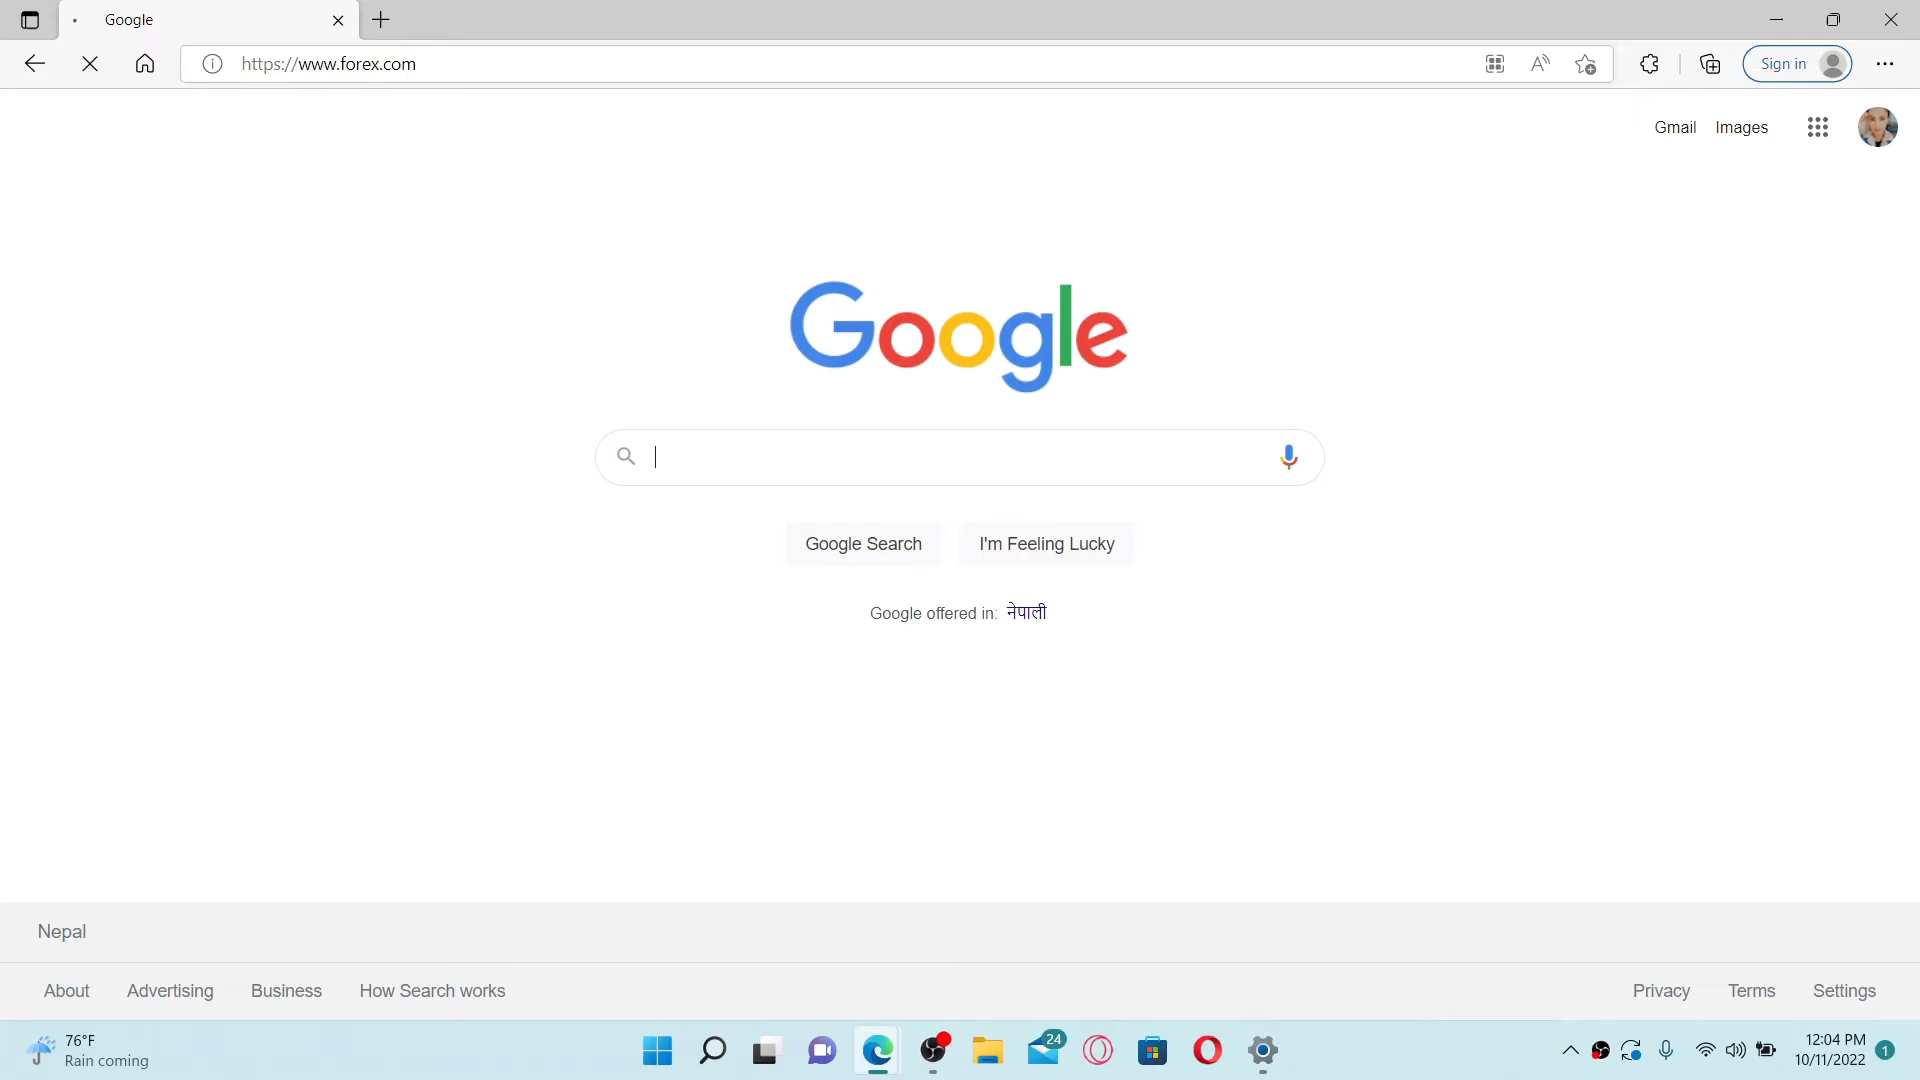 Google
https://www.forex.com
Sign in
Gmail Images
Google
Google Search I'm Feeling Lucky
Google offered in: नेपाली
Nepal
About Advertising Business How Search works
Privacy Terms Settings
76°F
Rain coming
24
12:04 PM
10/11/2022
1